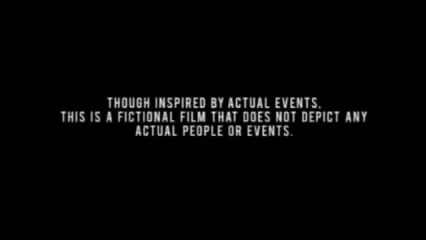 THOUGH INSPIRED BY ACTUAL EVENTS,
THIS IS A FICTIONAL FILM THAT DOES NOT DEPICT ANY
ACTUAL PEOPLE OR EVENTS.